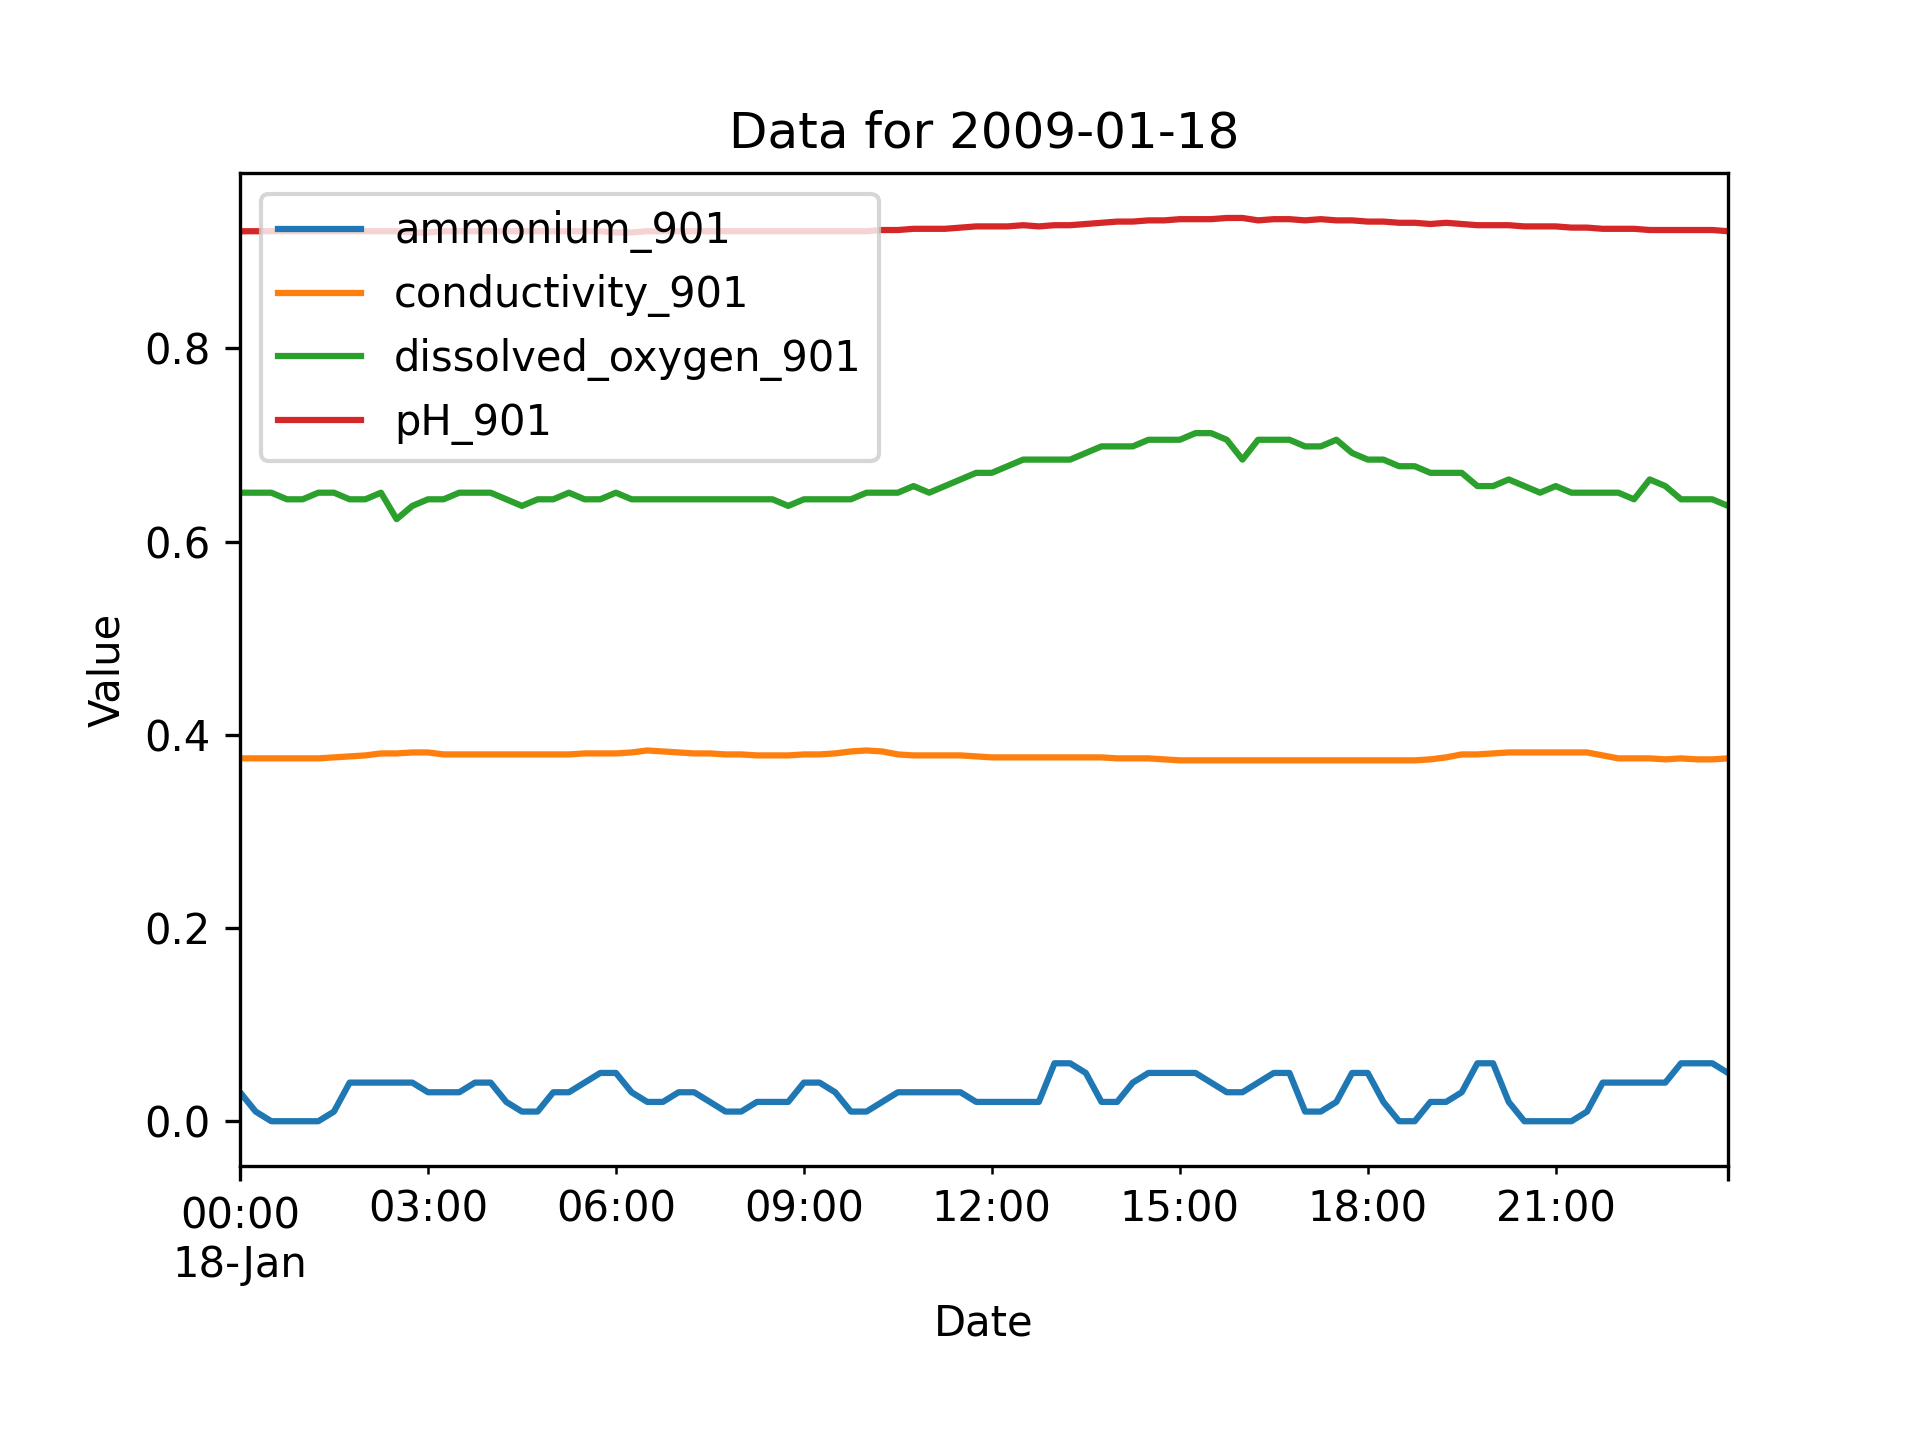 Data for 2009-01-18
ammonium_901
conductivity_901
dissolved_oxygen_901
pH_901
0.8
0.6
0.4
0.2
0.0
Value
00:00 03:00 06:00 09:00 12:00 15:00 18:00 21:00
18-Jan
Date